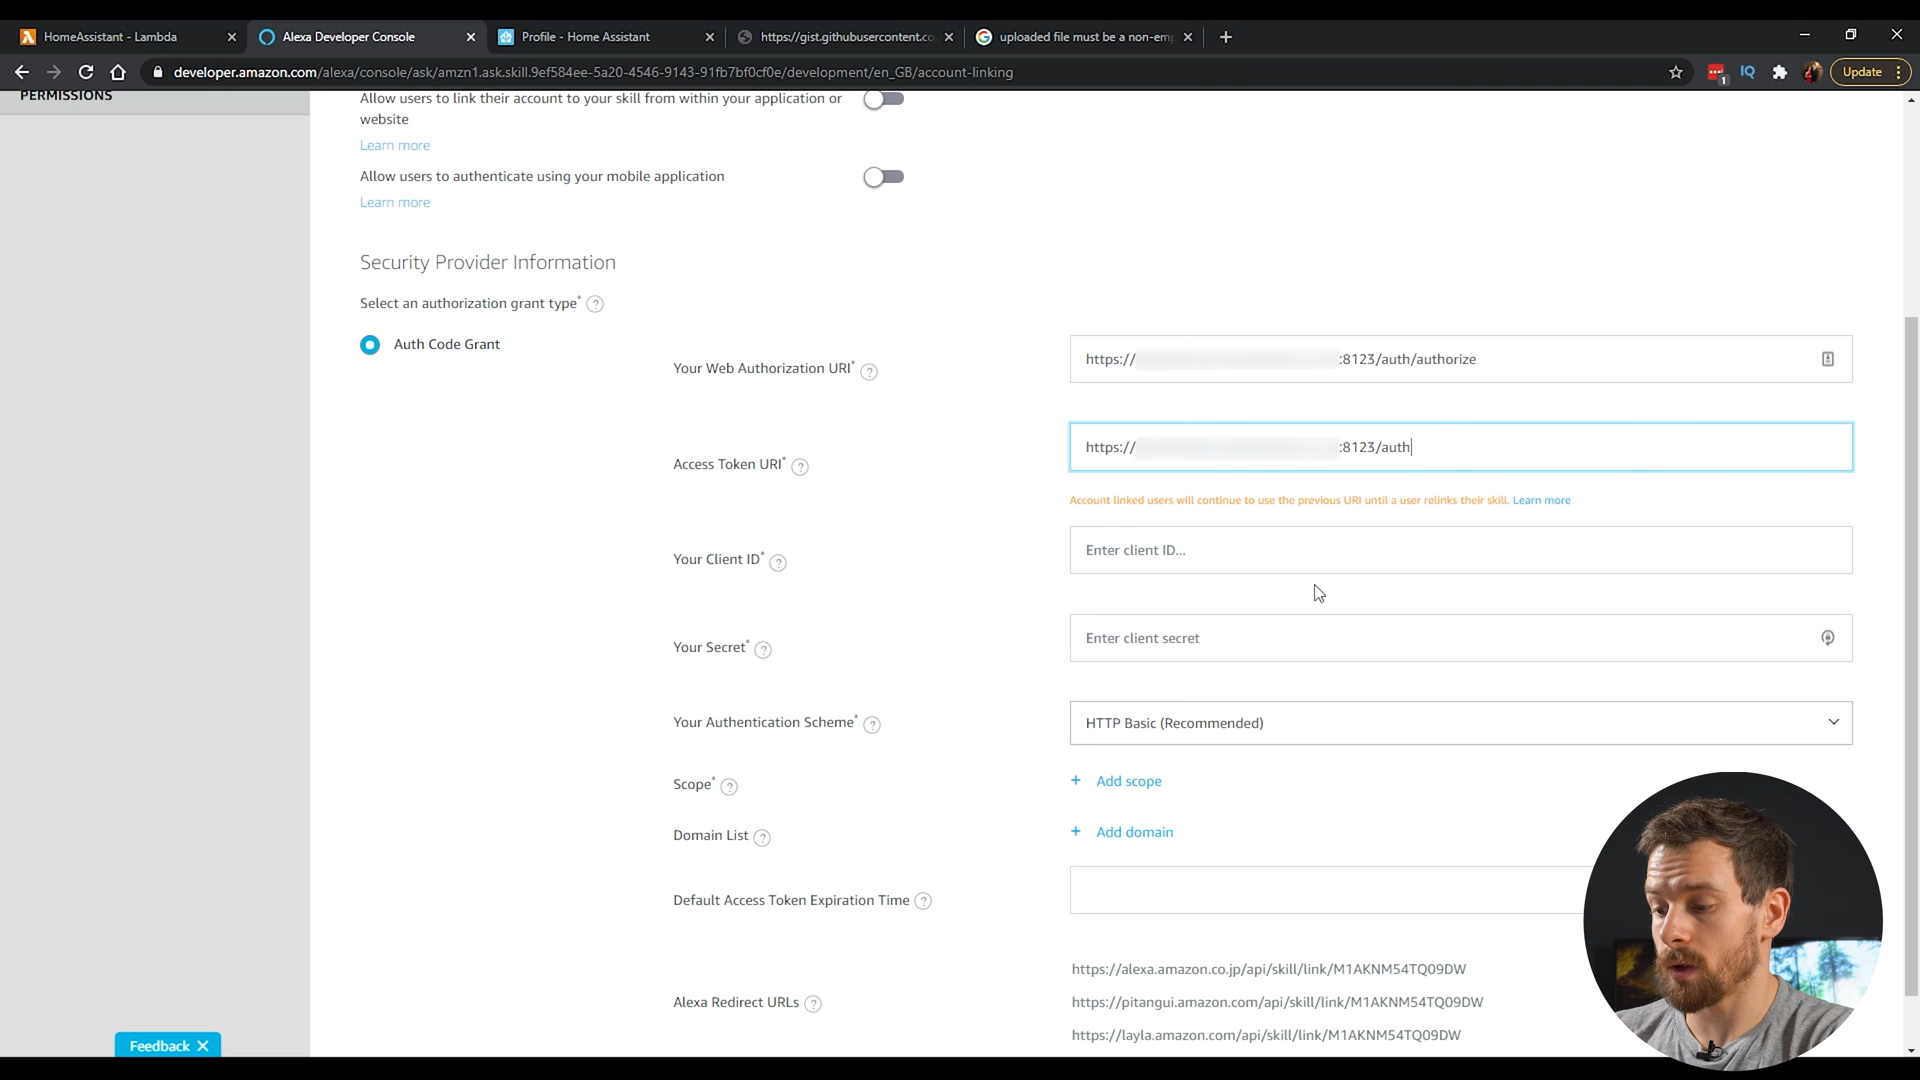 HomeAssistant - Lambda
Alexa Developer Console
Profile - Home Assistant
https://gist.githubusercontent.co
uploaded file must be a non-em
developer.amazon.com/alexa/console/ask/amzn1.ask.skill.9ef584ee-5a20-4546-9143-91fb7bf0cf0e/development/en_GB/account-linking
1
IQ
Update
PERMISSIONS
Allow users to link their account to your skill from within your application or
website
Learn more
Allow users to authenticate using your mobile application
Learn more
Security Provider Information
Select an authorization grant type* ?
Auth Code Grant
Your Web Authorization URI* ?
https:// :8123/auth/authorize
Access Token URI* ?
https:// :8123/auth
Account linked users will continue to use the previous URI until a user relinks their skill. Learn more
Your Client ID* ?
Enter client ID...
Your Secret* ?
Enter client secret
Your Authentication Scheme* ?
HTTP Basic (Recommended)
Scope* ?
+ Add scope
Domain List ?
+ Add domain
Default Access Token Expiration Time ?
Alexa Redirect URLs ?
https://alexa.amazon.co.jp/api/skill/link/M1AKNM54TQ09DW
https://pitangui.amazon.com/api/skill/link/M1AKNM54TQ09DW
https://layla.amazon.com/api/skill/link/M1AKNM54TQ09DW
Feedback